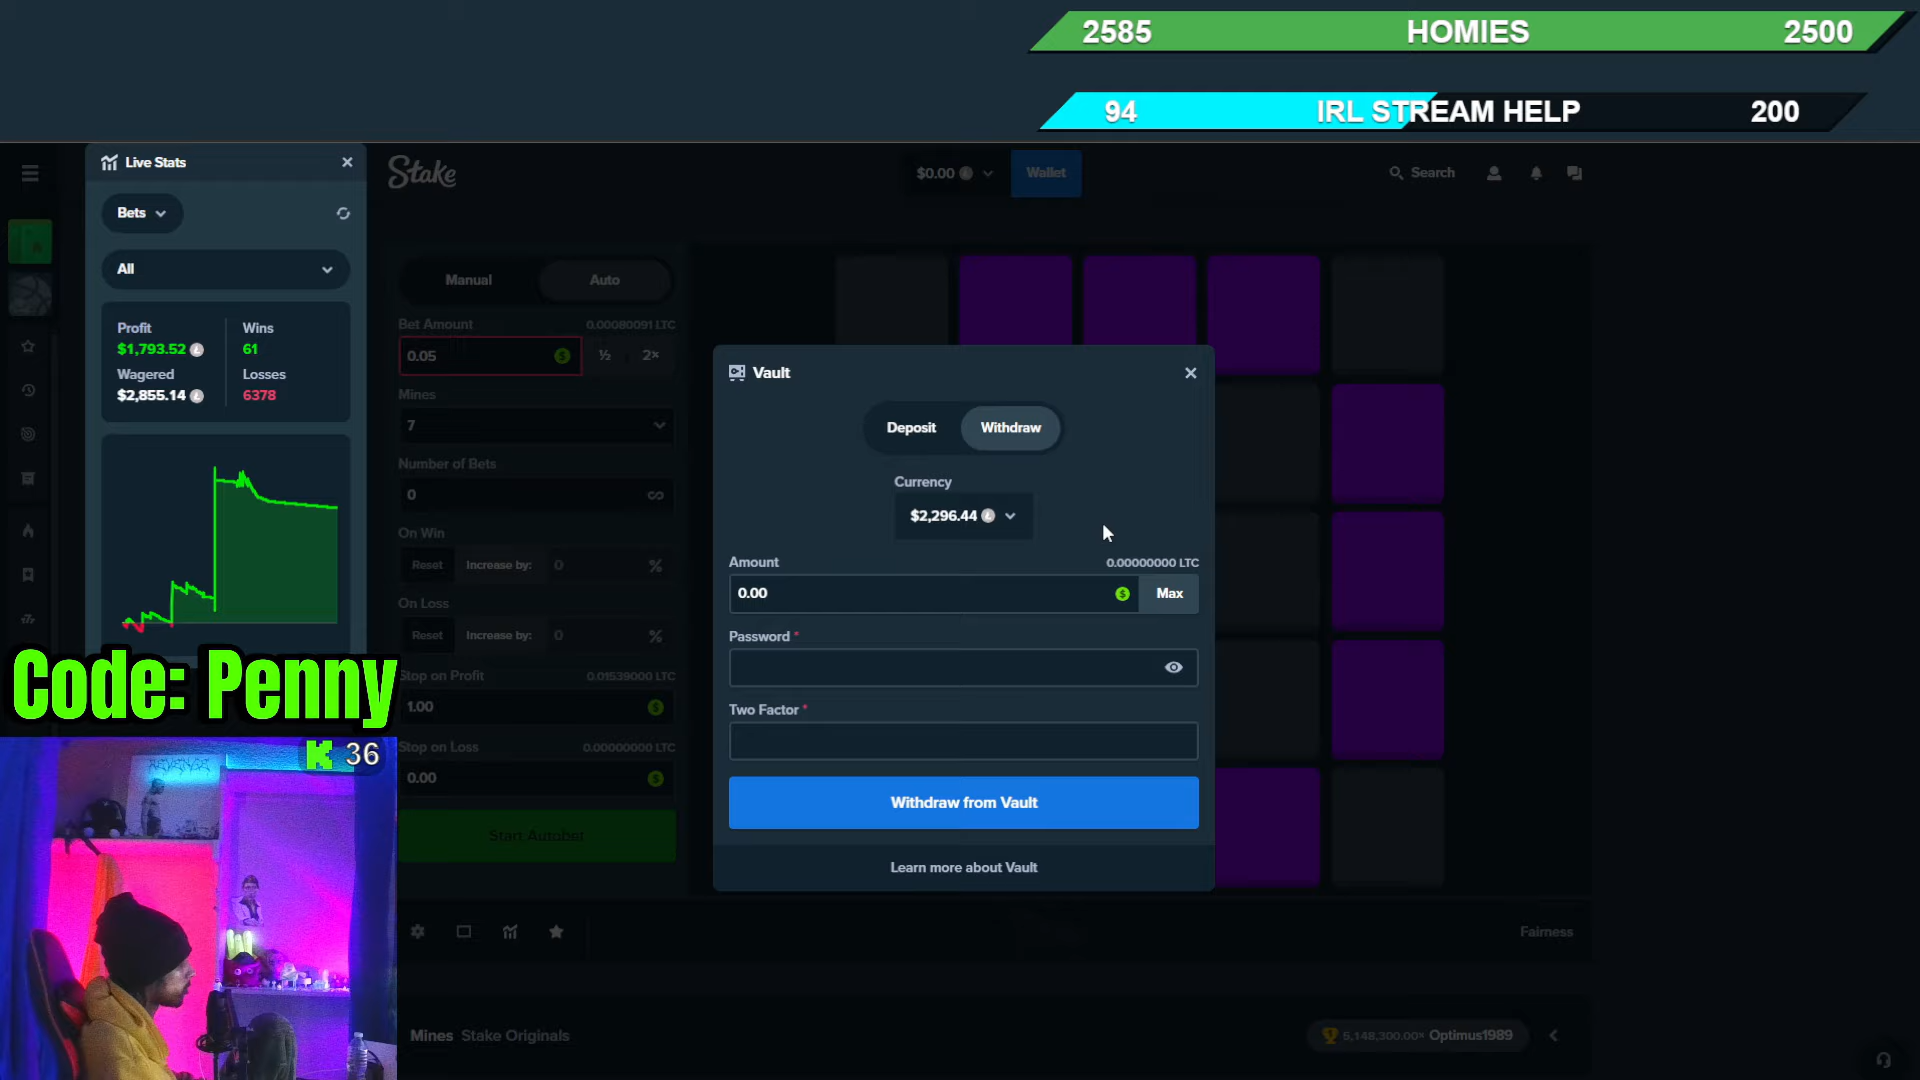 2585 HOMIES 2500
94 IRL STREAM HELP 200
Live Stats
Stake
$0.00
Wallet
Search
Bets
All
Profit
Wins
$1,793.52
61
Wagered
Losses
$2,855.14
6378
Manual
Auto
Bet Amount
0.00080091 LTC
0.05
½
2×
Mines
7
Number of Bets
0
On Win
Reset
Increase by:
0
%
On Loss
Reset
Increase by:
0
%
Stop on Profit
0.01539000 LTC
1.00
Stop on Loss
0.00000000 LTC
0.00
Start Autobet
Vault
Deposit
Withdraw
Currency
$2,296.44
Amount
0.00000000 LTC
0.00
Max
Password *
Two Factor *
Withdraw from Vault
Learn more about Vault
Code: Penny
K 36
Fairness
Mines Stake Originals
5,148,300.00× Optimus1989